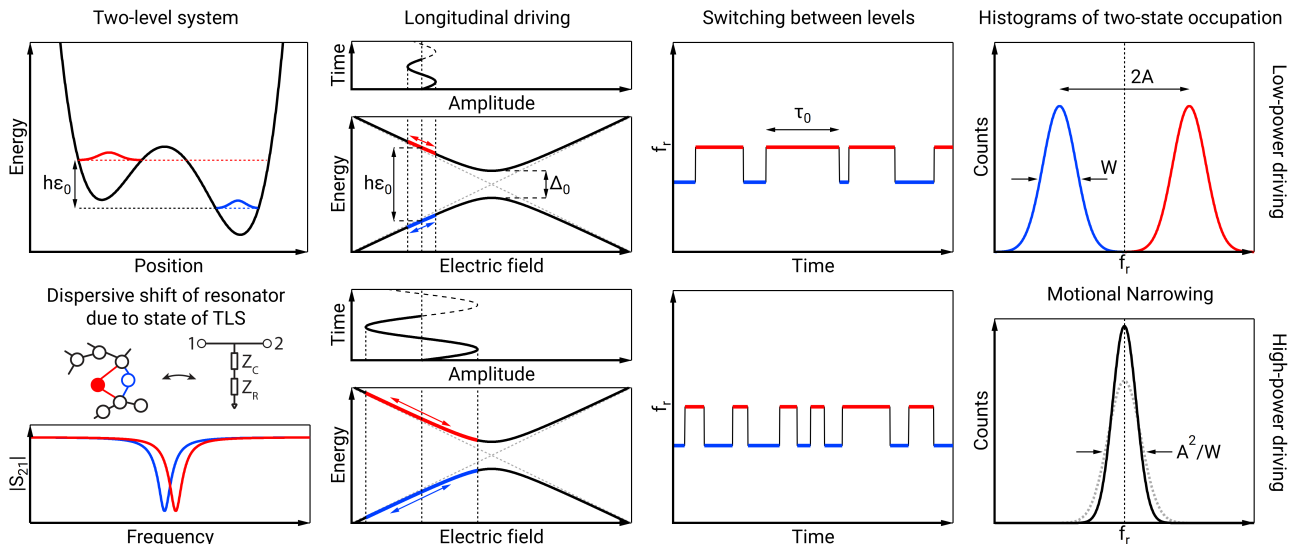 Two-level system
Longitudinal driving
Switching between levels
Histograms of two-state occupation
Energy
hε₀
Position
Time
Amplitude
Energy
hε₀
Δ₀
Electric field
fᵣ
τ₀
Time
Counts
2A
W
fᵣ
Low-power driving
Dispersive shift of resonator
due to state of TLS
1
2
Z_C
Z_R
|S₂₁|
Frequency
Time
Amplitude
Energy
Electric field
fᵣ
Time
Motional Narrowing
Counts
A²/W
fᵣ
High-power driving